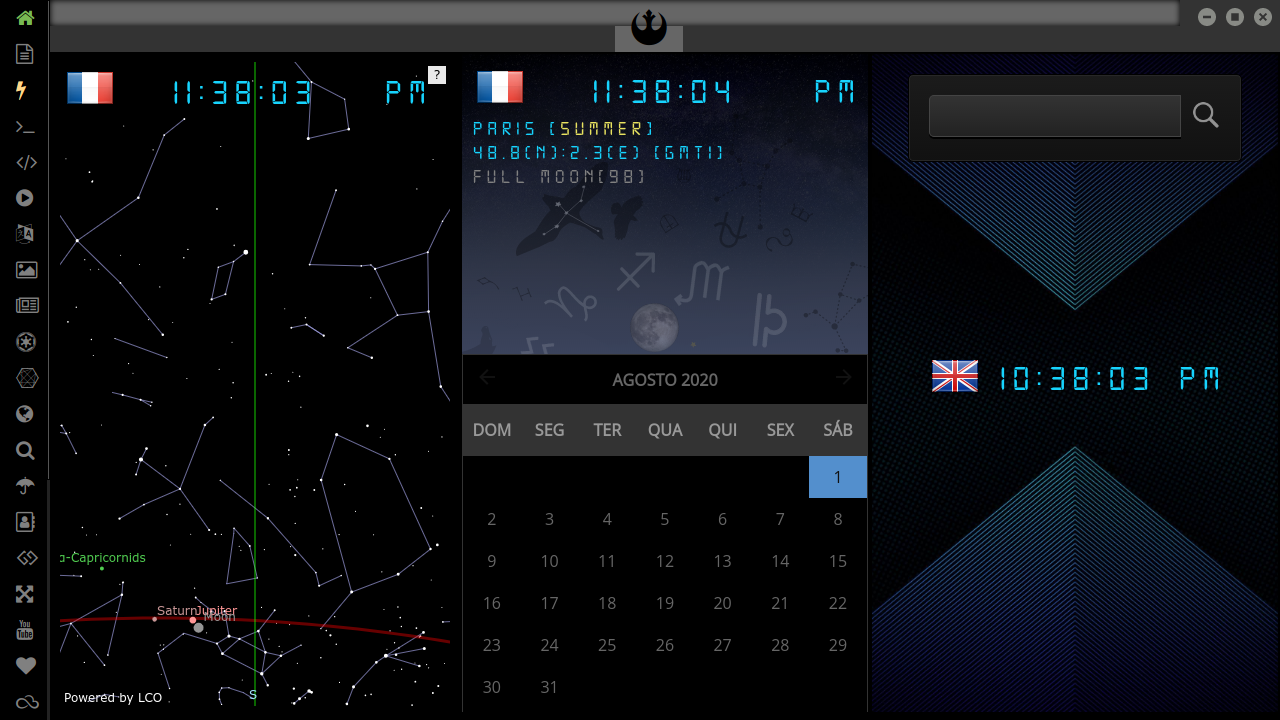 11:38:03 PM
?
α-Capricornids
Saturn
Jupiter
Moon
S
Powered by LCO
11:38:04 PM
PARIS [SUMMER]
48.8(N):2.3(E) [GMT1]
FULL MOON[98]
AGOSTO 2020
DOM SEG TER QUA QUI SEX SÁB
1
2 3 4 5 6 7 8
9 10 11 12 13 14 15
16 17 18 19 20 21 22
23 24 25 26 27 28 29
30 31
10:38:03 PM
You
Tube